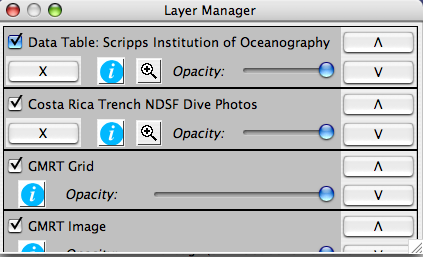 Layer Manager
Data Table: Scripps Institution of Oceanography
Λ
X i Opacity: V
Costa Rica Trench NDSF Dive Photos
Λ
X i Opacity: V
GMRT Grid
Λ
i Opacity: V
GMRT Image
Λ